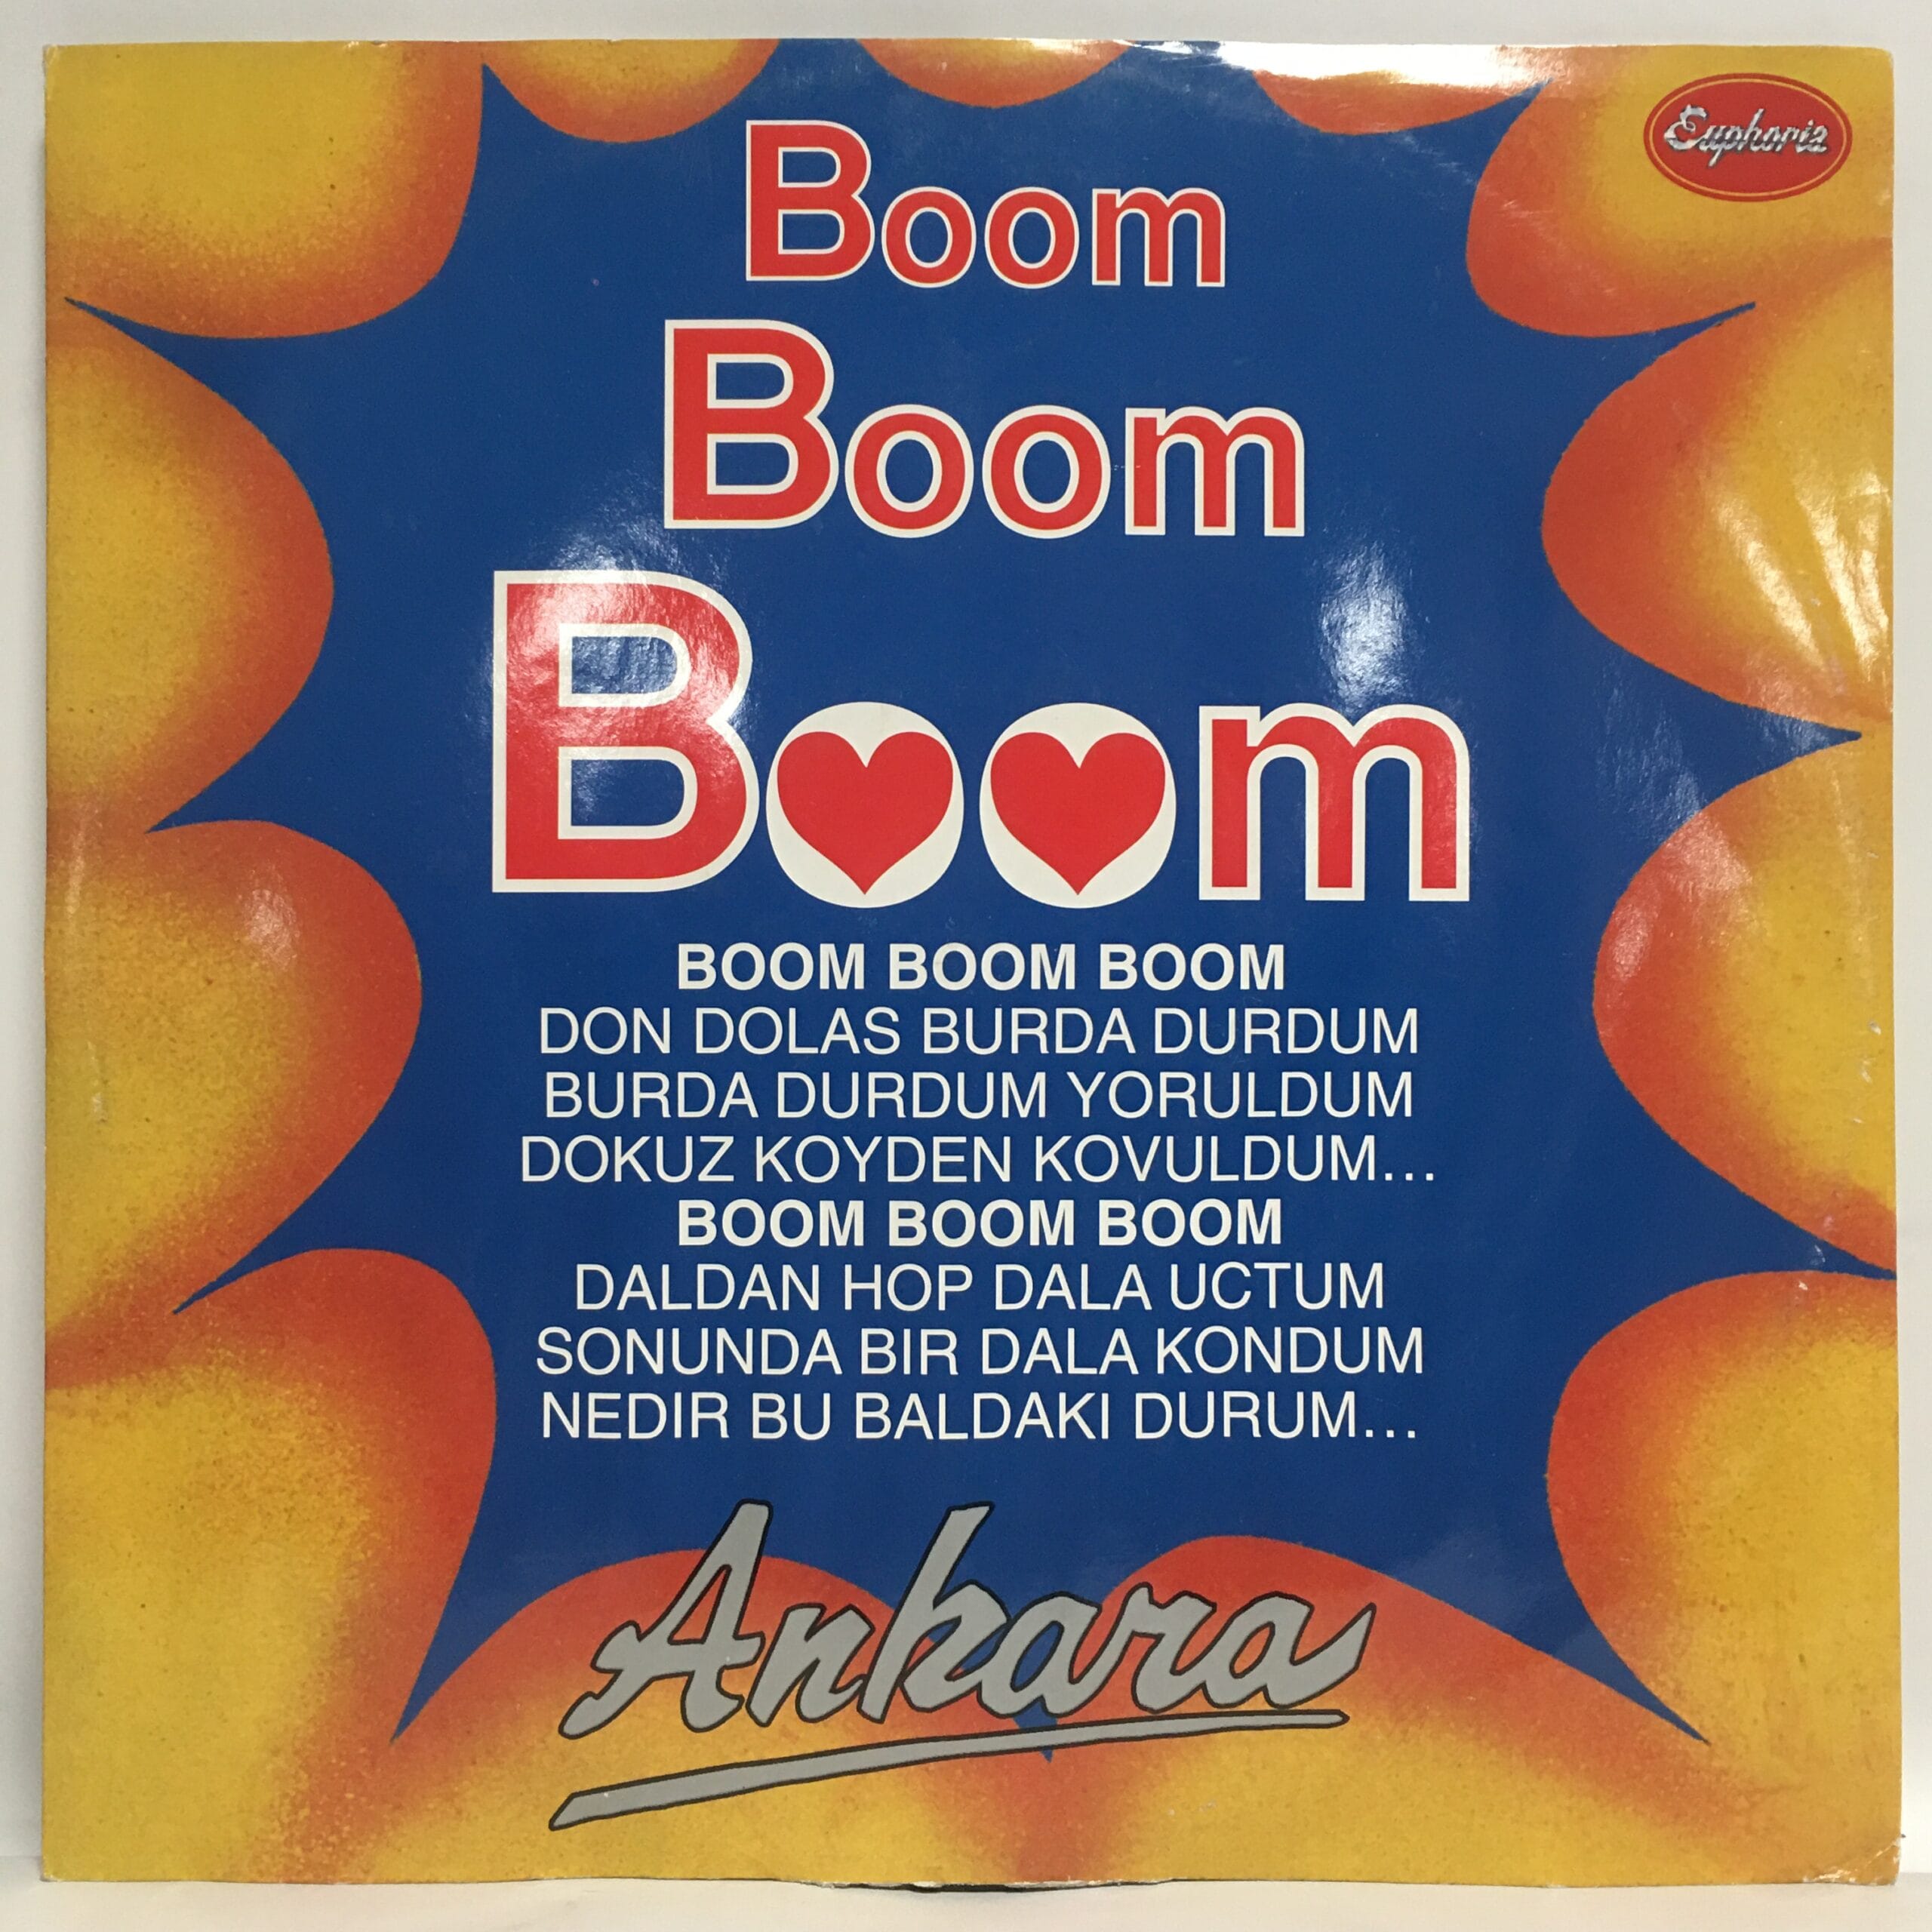 Euphoria
Boom
Boom
Boom
BOOM BOOM BOOM
DON DOLAS BURDA DURDUM
BURDA DURDUM YORULDUM
DOKUZ KOYDEN KOVULDUM...
BOOM BOOM BOOM
DALDAN HOP DALA UCTUM
SONUNDA BIR DALA KONDUM
NEDIR BU BALDAKI DURUM...
Ankara